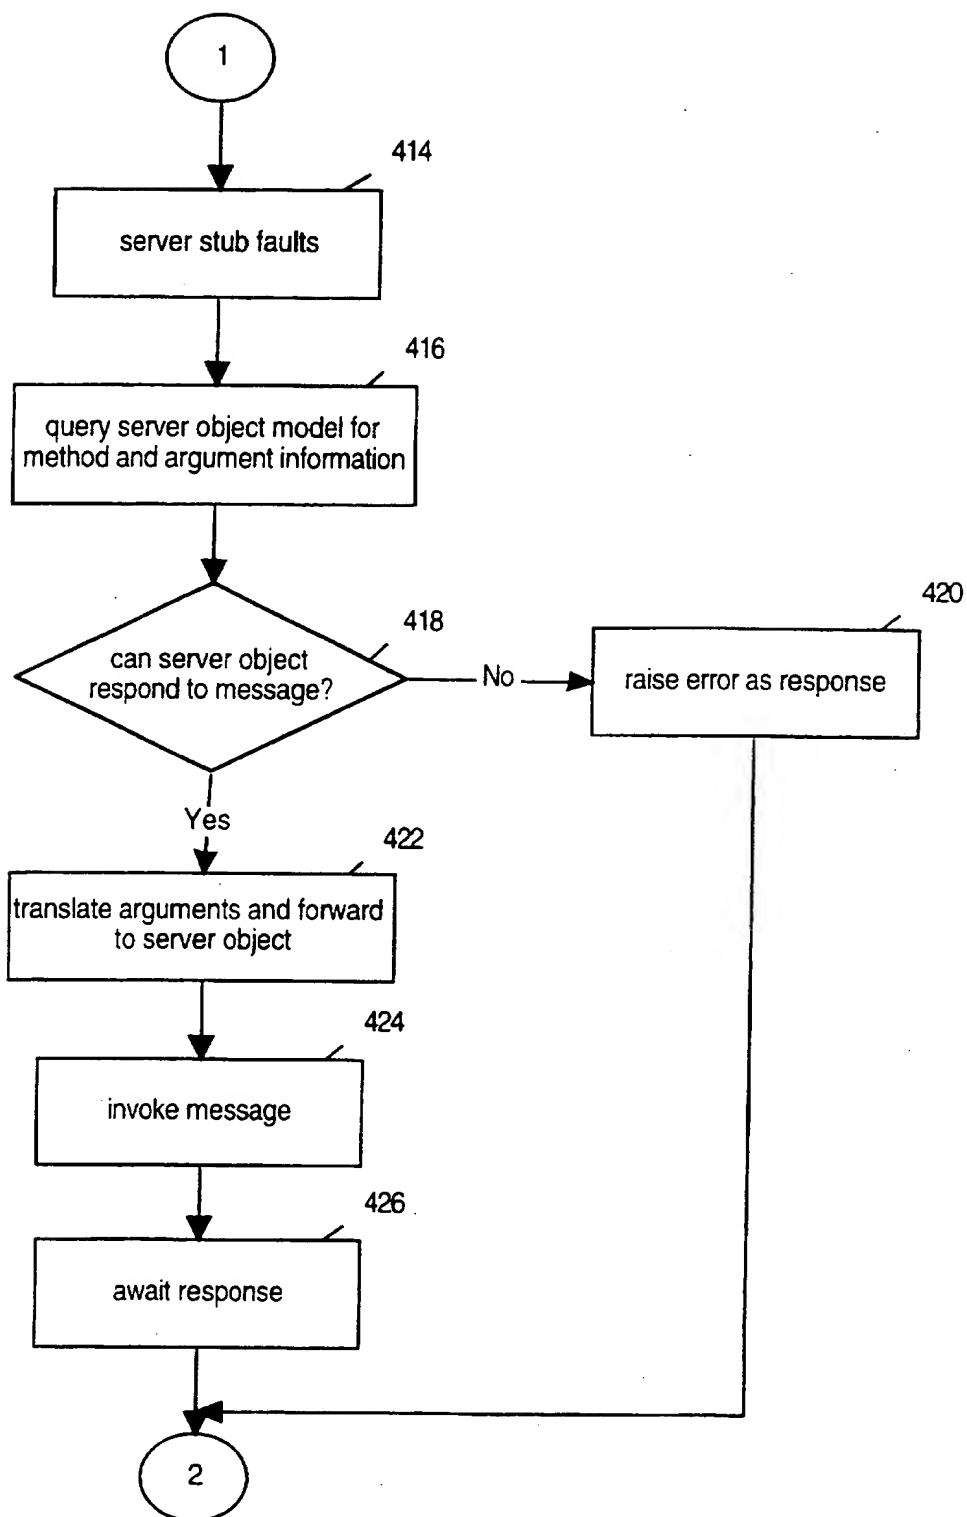 1
414
server stub faults
416
query server object model for
method and argument information
418
can server object
respond to message?
No
420
raise error as response
Yes
422
translate arguments and forward
to server object
424
invoke message
426
await response
2